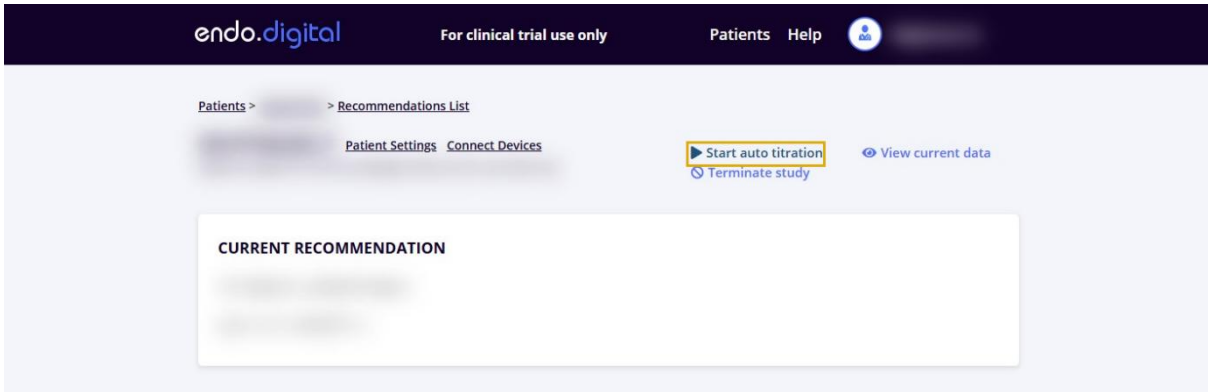 endo.digital For clinical trial use only Patients Help
Patients > > Recommendations List
Patient Settings Connect Devices Start auto titration View current data
Terminate study
CURRENT RECOMMENDATION